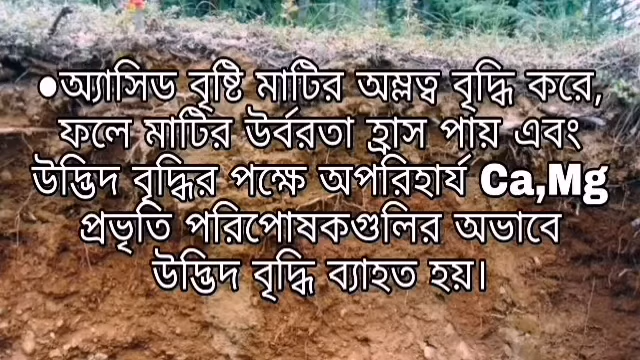 •অ্যাসিড বৃষ্টি মাটির অম্লত্ব বৃদ্ধি করে,
ফলে মাটির উর্বরতা হ্রাস পায় এবং
উদ্ভিদ বৃদ্ধির পক্ষে অপরিহার্য Ca,Mg
প্রভৃতি পরিপোষকগুলির অভাবে
উদ্ভিদ বৃদ্ধি ব্যাহত হয়।